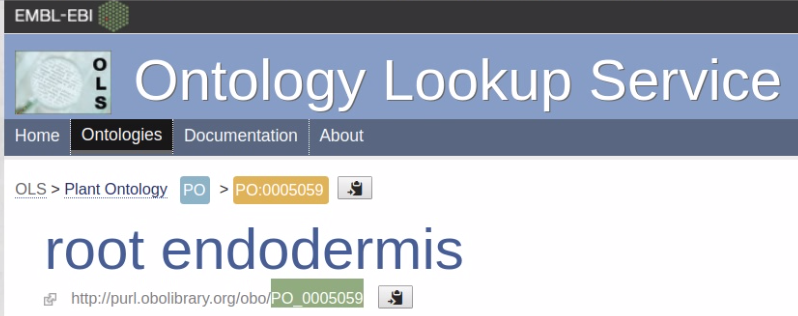 EMBL-EBI
OLS
Ontology Lookup Service
Home Ontologies Documentation About
OLS > Plant Ontology PO > PO:0005059
root endodermis
http://purl.obolibrary.org/obo/PO_0005059